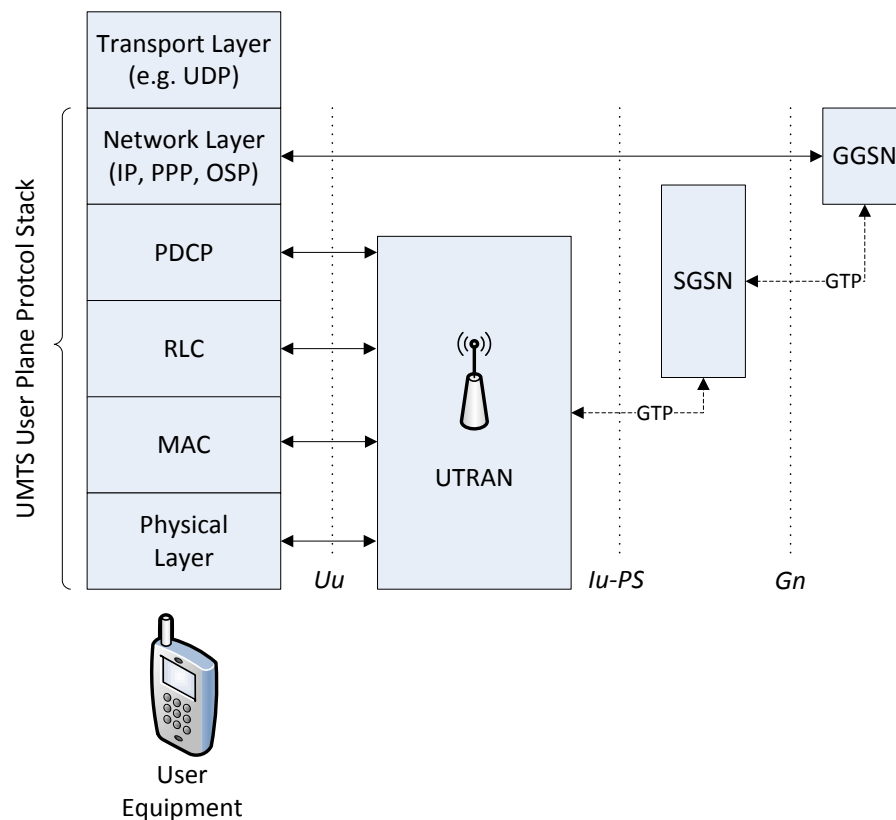 Transport Layer
(e.g. UDP)
Network Layer
(IP, PPP, OSP)
GGSN
UMTS User Plane Protcol Stack
PDCP
SGSN
GTP
RLC
GTP
MAC
UTRAN
Physical
Layer
Uu
Iu-PS
Gn
User
Equipment